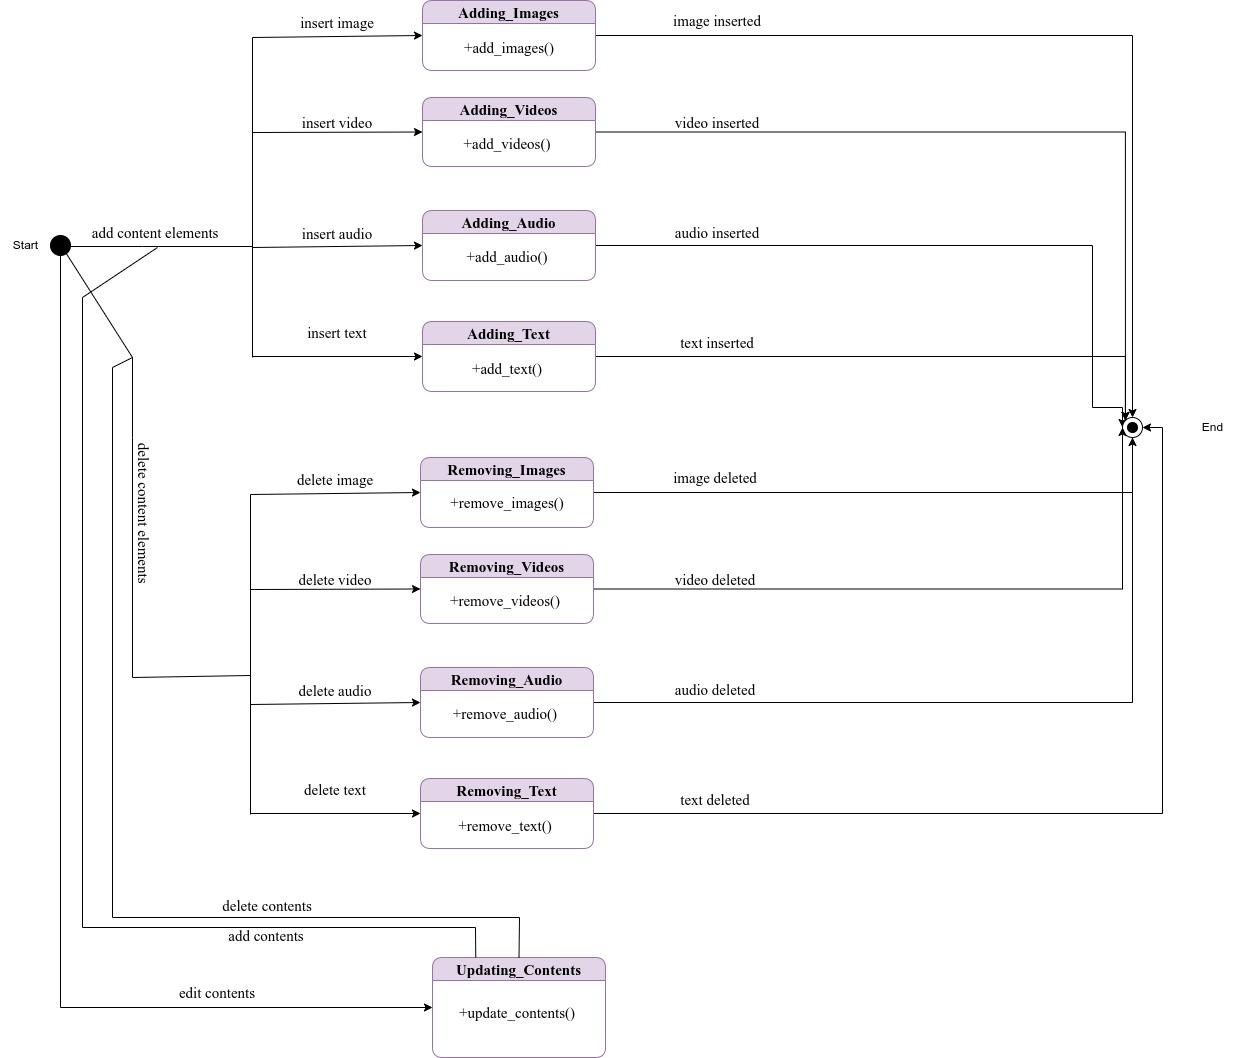 Adding_Images
insert image
image inserted
+add_images()
Adding_Videos
insert video
video inserted
+add_videos()
Adding_Audio
Start
add content elements
insert audio
audio inserted
+add_audio()
Adding_Text
insert text
text inserted
+add_text()
End
delete content elements
Removing_Images
delete image
image deleted
+remove_images()
Removing_Videos
delete video
video deleted
+remove_videos()
Removing_Audio
delete audio
audio deleted
+remove_audio()
Removing_Text
delete text
text deleted
+remove_text()
delete contents
add contents
Updating_Contents
edit contents
+update_contents()